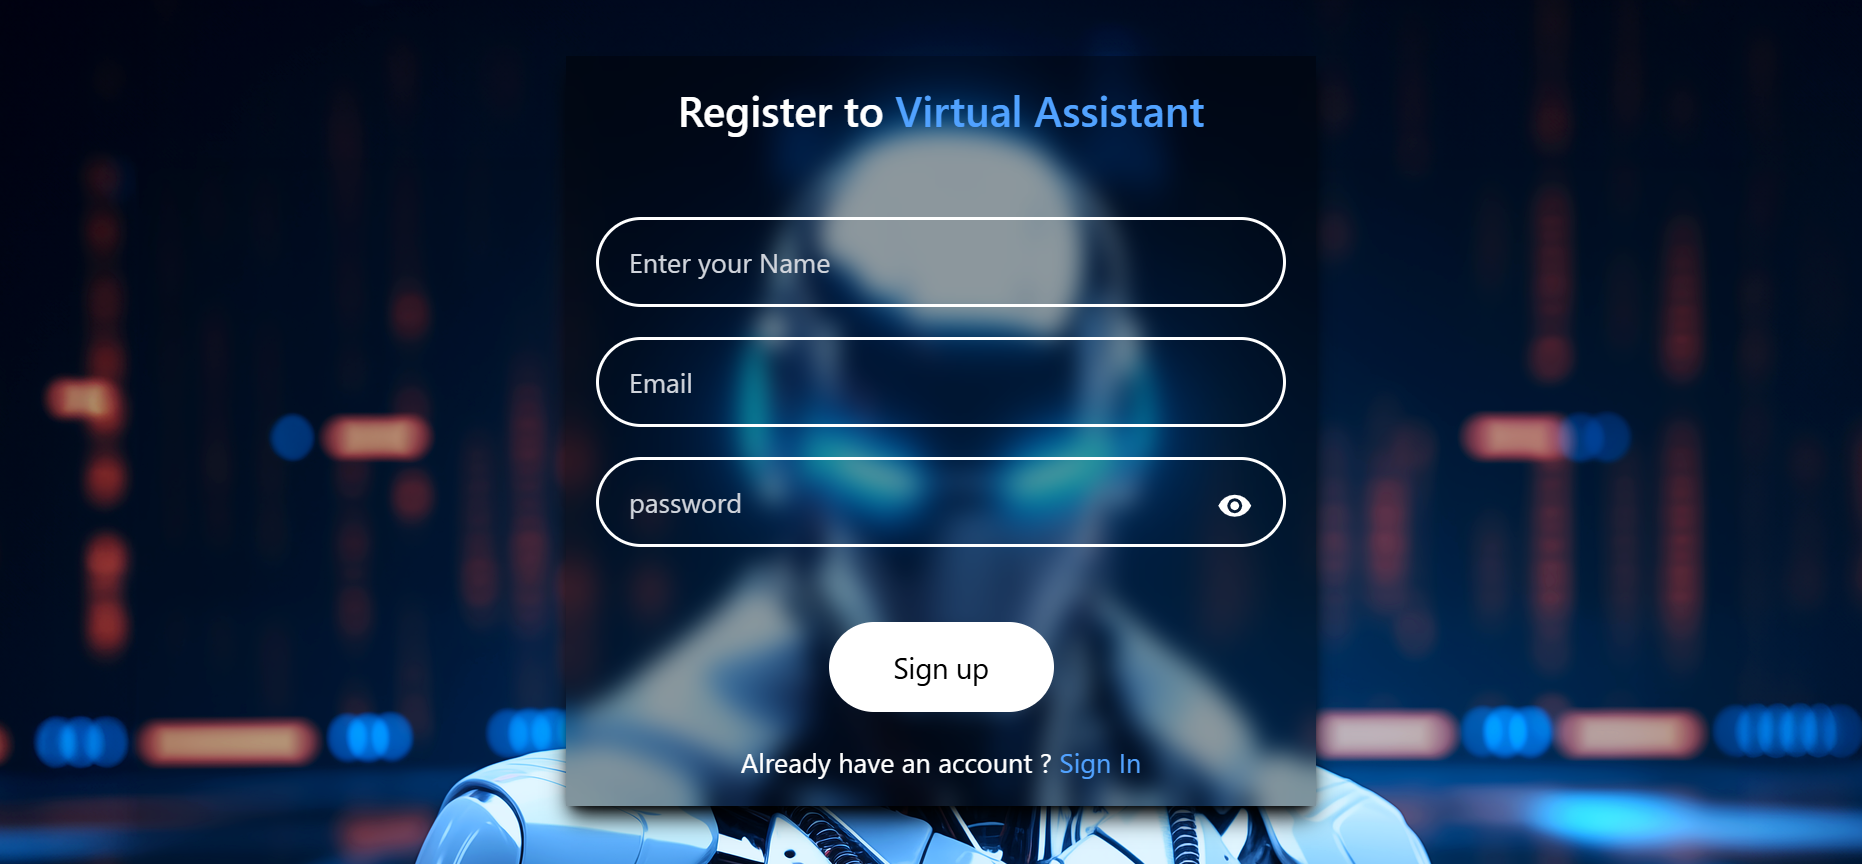 Register to Virtual Assistant
Enter your Name
Email
password
Sign up
Already have an account ? Sign In